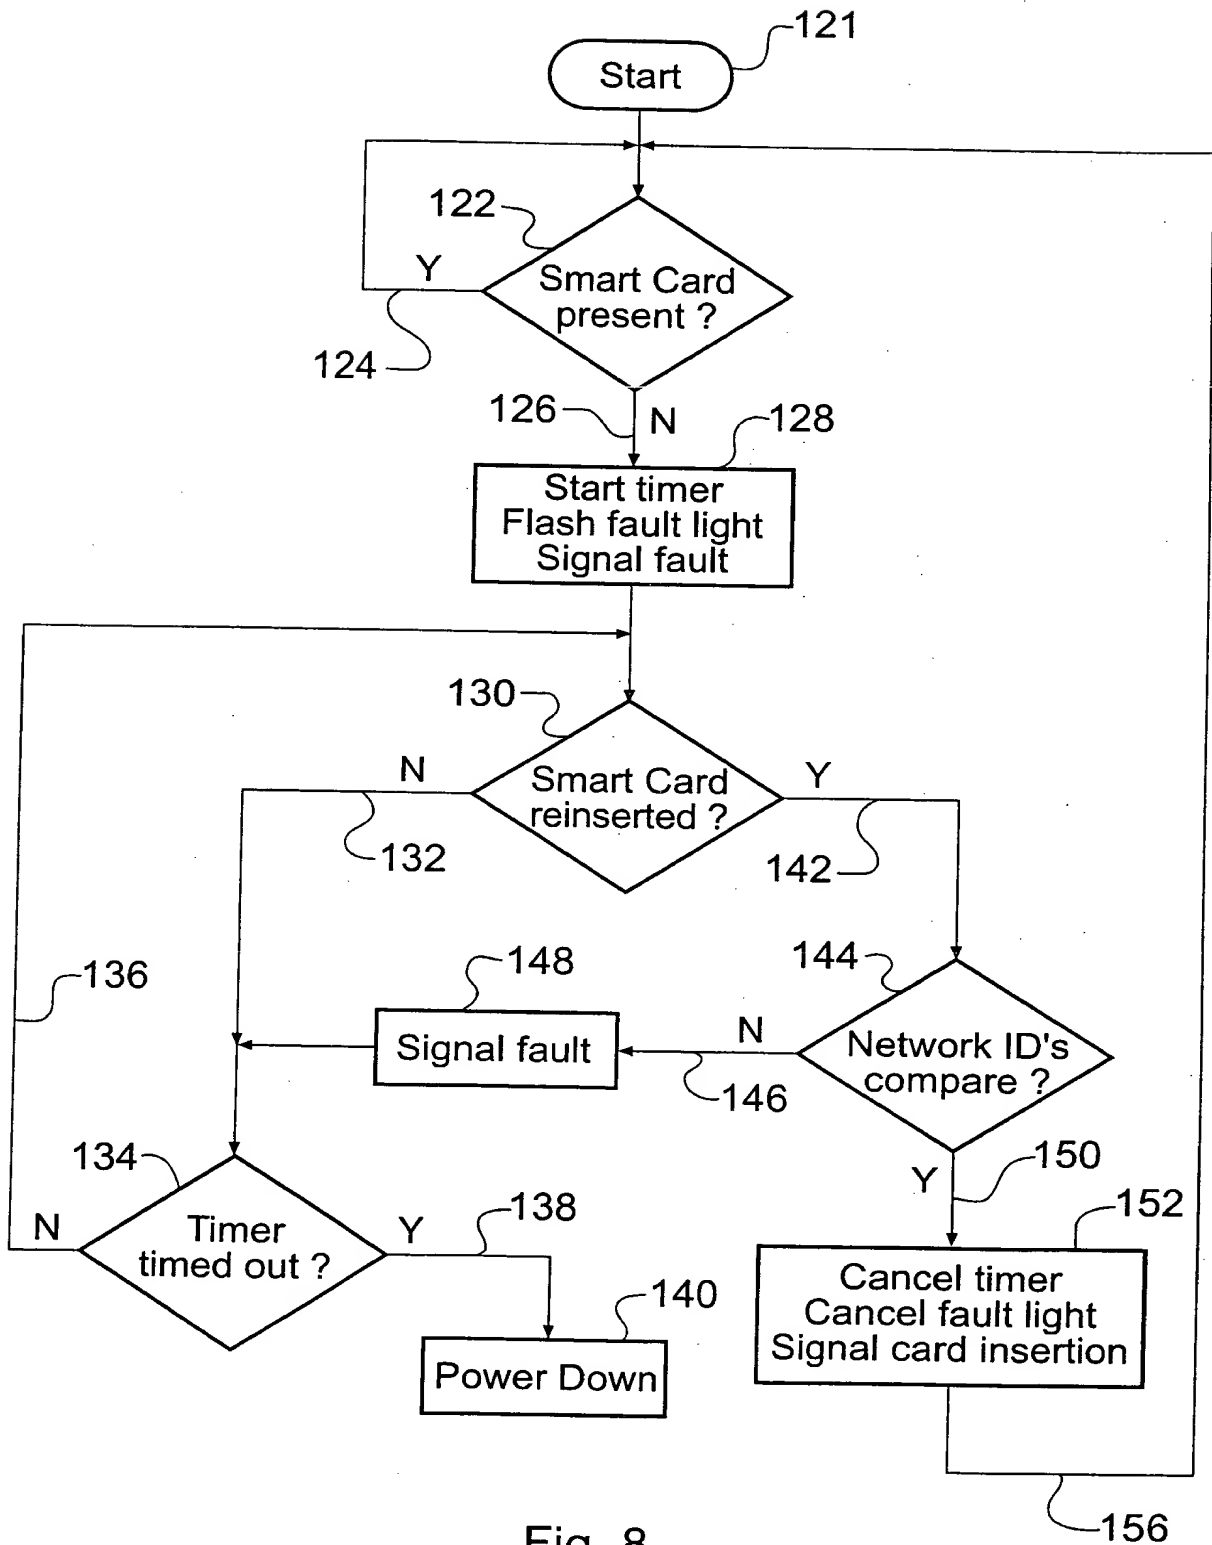 121
Start
122
Y
Smart Card
present ?
124
126
N
128
Start timer
Flash fault light
Signal fault
130
N
Smart Card
reinserted ?
Y
132
142
136
148
144
Signal fault
N
Network ID's
compare ?
146
134
N
Timer
timed out ?
Y
138
Y
150
152
140
Power Down
Cancel timer
Cancel fault light
Signal card insertion
156
Fig. 8